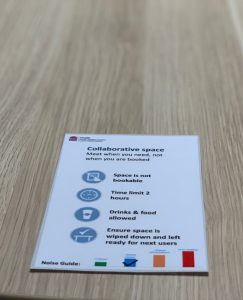 Collaborative space
Meet when you need, not
when you are booked
Space is not
bookable
Time limit 2
hours
Drinks & food
allowed
Ensure space is
wiped down and left
ready for next users
Noise Guide: